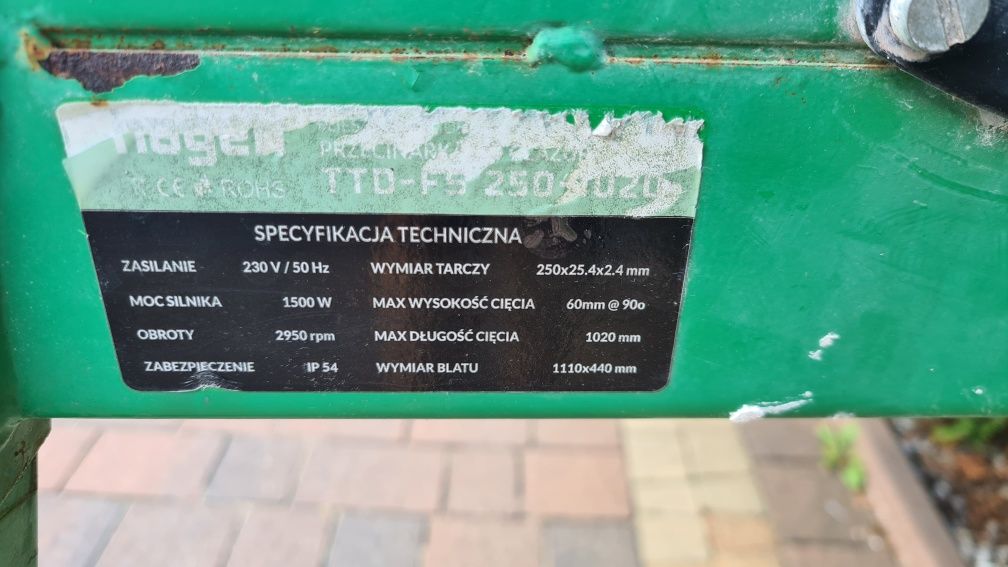 hagen
TTD-FS 250-1020
CE ROHS
SPECYFIKACJA TECHNICZNA
ZASILANIE 230 V / 50 Hz WYMIAR TARCZY 250x25.4x2.4 mm
MOC SILNIKA 1500 W MAX WYSOKOŚĆ CIĘCIA 60mm @ 90o
OBROTY 2950 rpm MAX DŁUGOŚĆ CIĘCIA 1020 mm
ZABEZPIECZENIE IP 54 WYMIAR BLATU 1110x440 mm